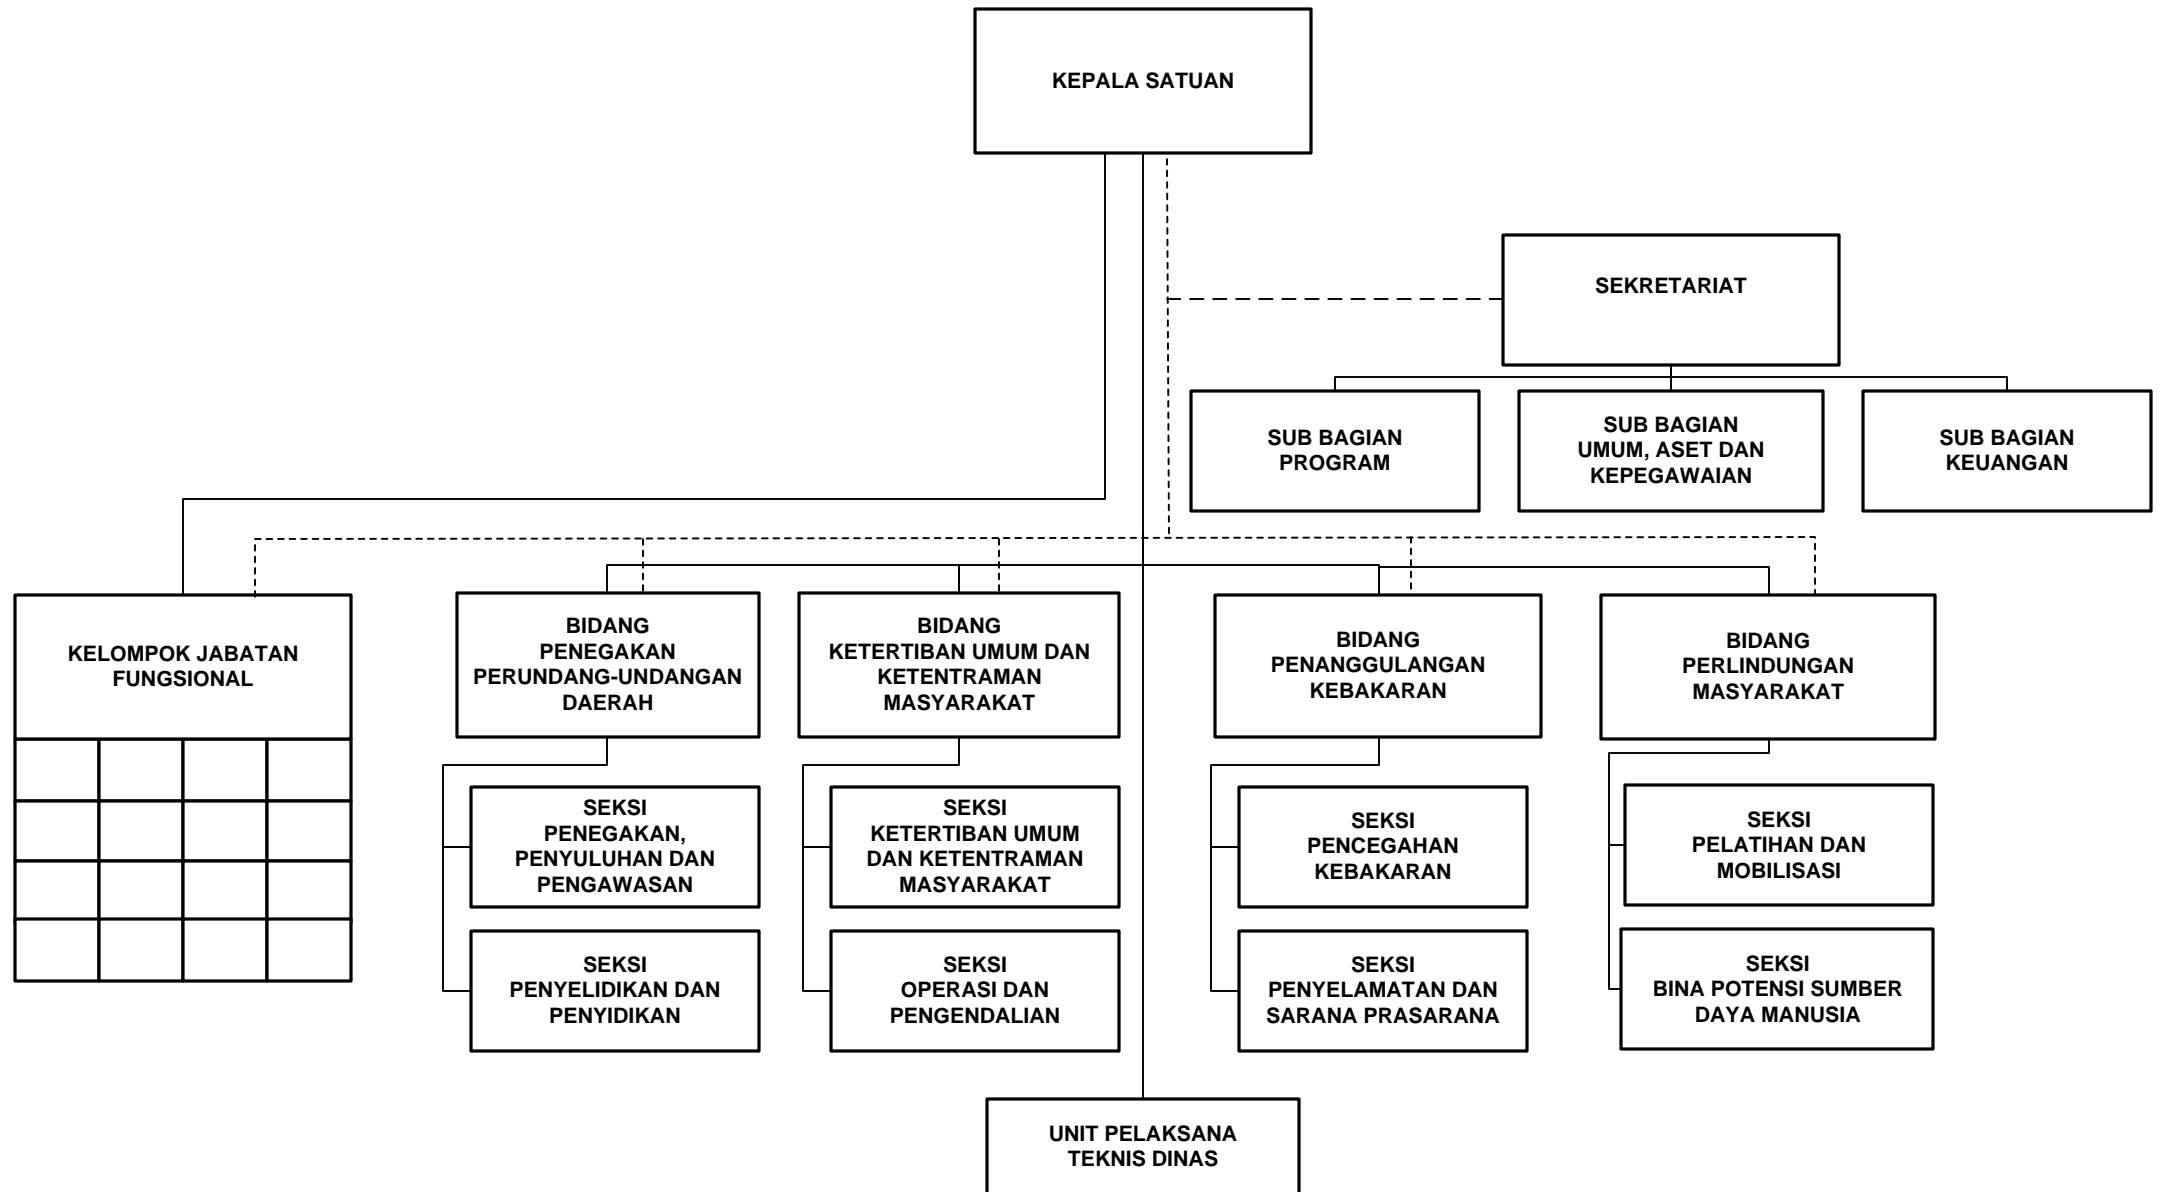 KEPALA SATUAN
SEKRETARIAT
SUB BAGIAN
PROGRAM
SUB BAGIAN
UMUM, ASET DAN
KEPEGAWAIAN
SUB BAGIAN
KEUANGAN
KELOMPOK JABATAN
FUNGSIONAL
BIDANG
PENEGAKAN
PERUNDANG-UNDANGAN
DAERAH
BIDANG
KETERTIBAN UMUM DAN
KETENTRAMAN
MASYARAKAT
BIDANG
PENANGGULANGAN
KEBAKARAN
BIDANG
PERLINDUNGAN
MASYARAKAT
SEKSI
PENEGAKAN,
PENYULUHAN DAN
PENGAWASAN
SEKSI
KETERTIBAN UMUM
DAN KETENTRAMAN
MASYARAKAT
SEKSI
PENCEGAHAN
KEBAKARAN
SEKSI
PELATIHAN DAN
MOBILISASI
SEKSI
PENYELIDIKAN DAN
PENYIDIKAN
SEKSI
OPERASI DAN
PENGENDALIAN
SEKSI
PENYELAMATAN DAN
SARANA PRASARANA
SEKSI
BINA POTENSI SUMBER
DAYA MANUSIA
UNIT PELAKSANA
TEKNIS DINAS